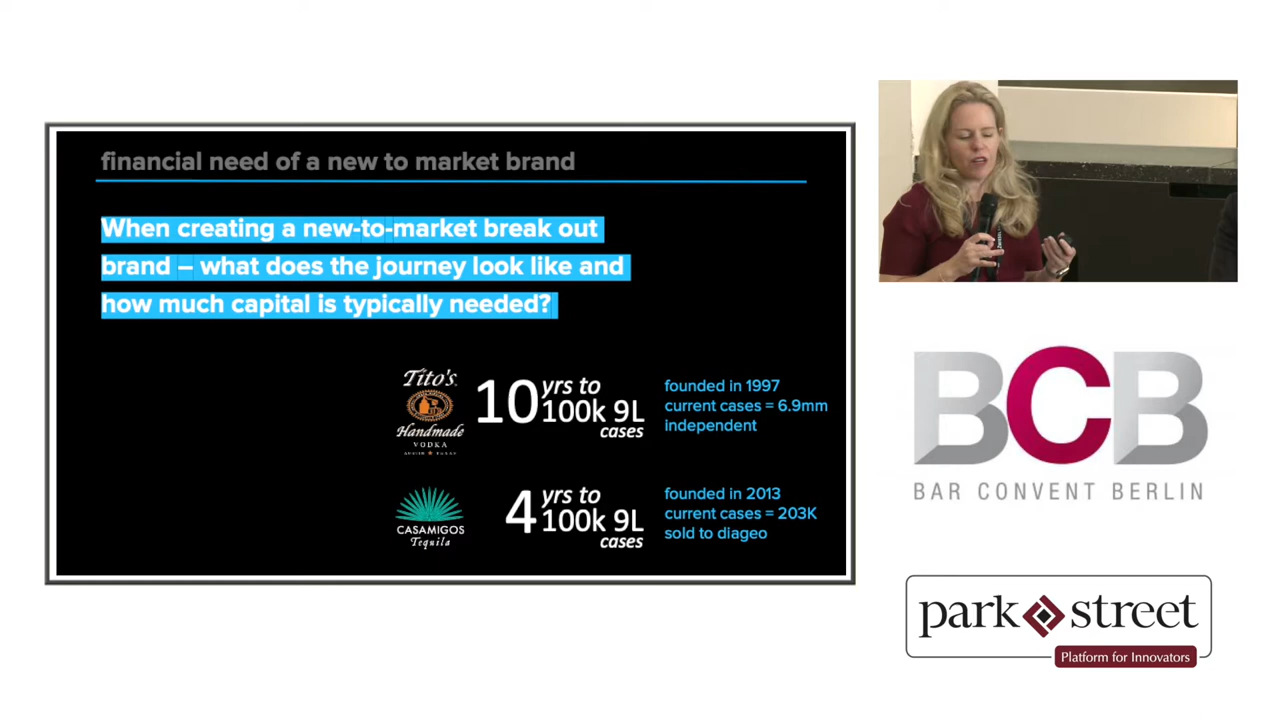 financial need of a new to market brand
When creating a new-to-market break out
brand – what does the journey look like and
how much capital is typically needed?
Tito's
Handmade
VODKA
AUSTIN ★ TEXAS
10 yrs to
100k 9L
cases
founded in 1997
current cases = 6.9mm
independent
CASAMIGOS
Tequila
4 yrs to
100k 9L
cases
founded in 2013
current cases = 203K
sold to diageo
BCB
BAR CONVENT BERLIN
park street
Platform for Innovators